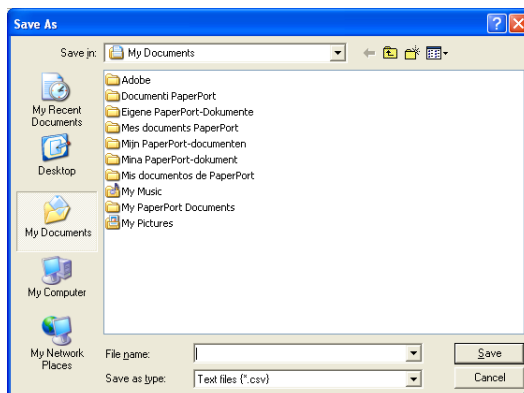 Save As
Save in: My Documents
My Recent
Documents
Desktop
My Documents
My Computer
My Network
Places
Adobe
Documenti PaperPort
Eigene PaperPort-Dokumente
Mes documents PaperPort
Mijn PaperPort-documenten
Mina PaperPort-dokument
Mis documentos de PaperPort
My Music
My PaperPort Documents
My Pictures
File name:
Save
Save as type: Text files {*.csv}
Cancel